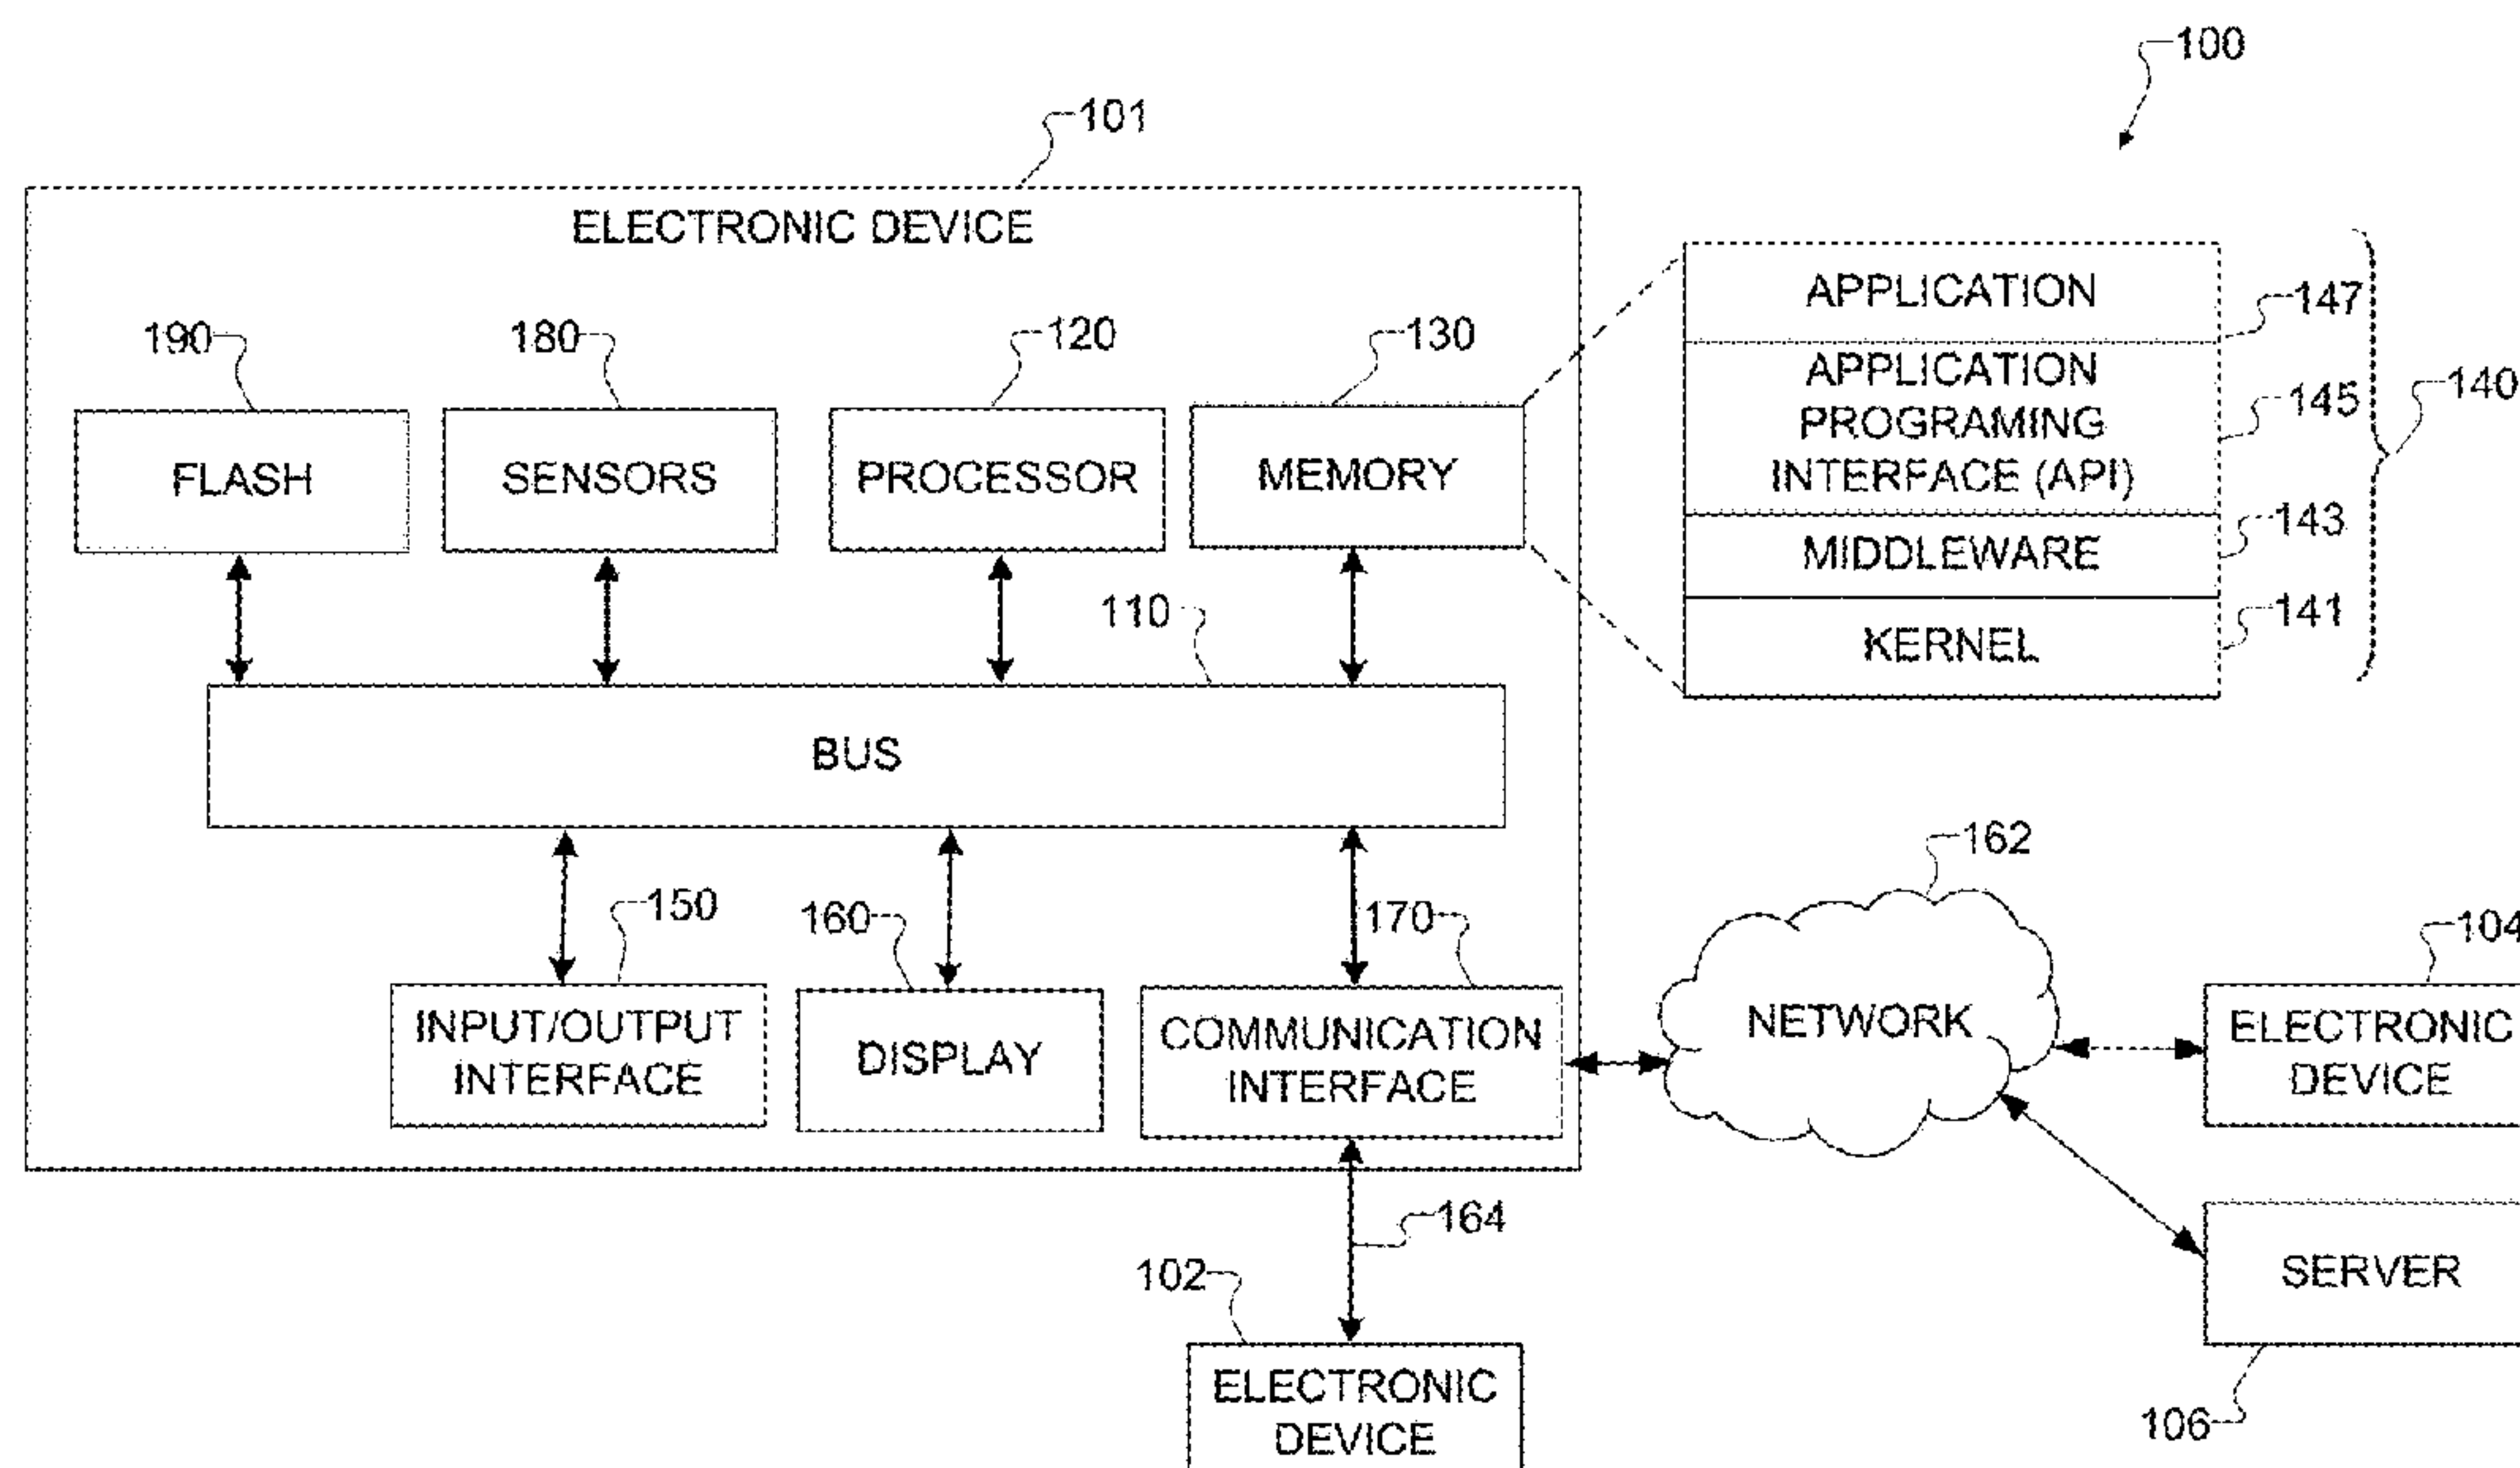 100
101
ELECTRONIC DEVICE
190
180
120
130
FLASH
SENSORS
PROCESSOR
MEMORY
APPLICATION
147
APPLICATION
PROGRAMING
INTERFACE (API)
145
140
MIDDLEWARE
143
KERNEL
141
110
BUS
150
160
170
162
104
INPUT/OUTPUT
INTERFACE
DISPLAY
COMMUNICATION
INTERFACE
NETWORK
ELECTRONIC
DEVICE
164
102
SERVER
106
ELECTRONIC
DEVICE